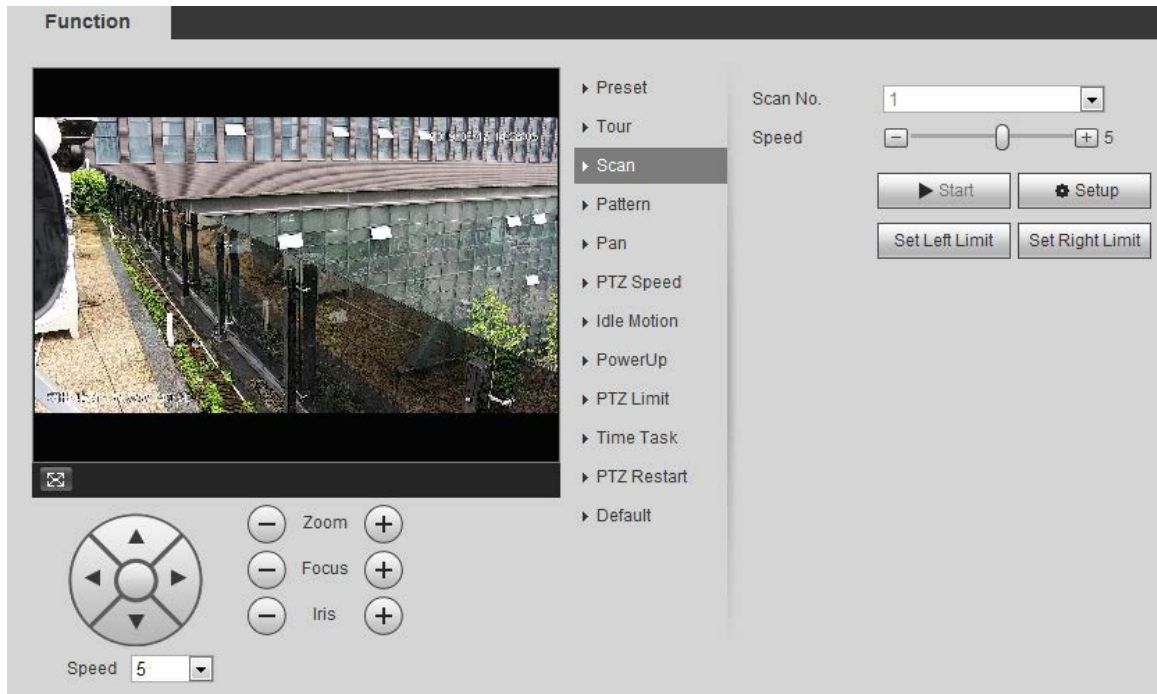 Function
Preset
Tour
Scan
Pattern
Pan
PTZ Speed
Idle Motion
PowerUp
PTZ Limit
Time Task
PTZ Restart
Default
Scan No. 1
Speed 5
Start Setup
Set Left Limit Set Right Limit
Zoom
Focus
Iris
Speed 5